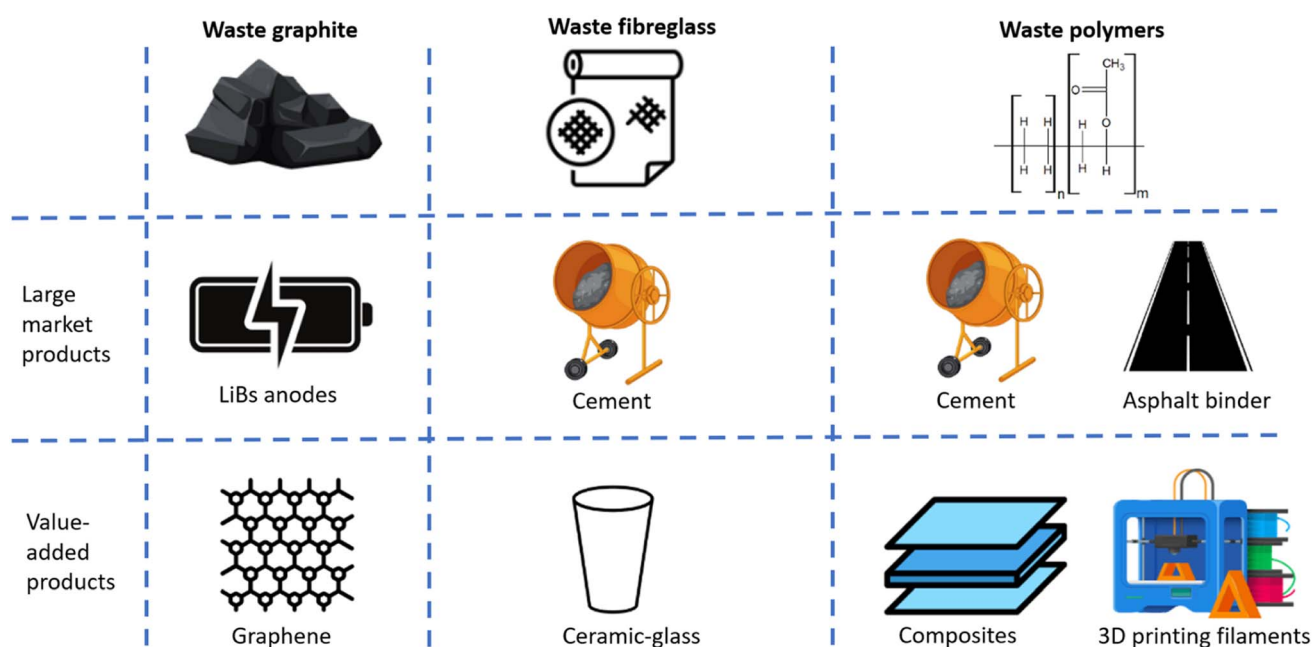 Waste graphite
Waste fibreglass
Waste polymers
CH3
O
O
H H H
H H H H
n
m
Large
market
products
LiBs anodes
Cement
Cement
Asphalt binder
Value-
added
products
Graphene
Ceramic-glass
Composites
3D printing filaments